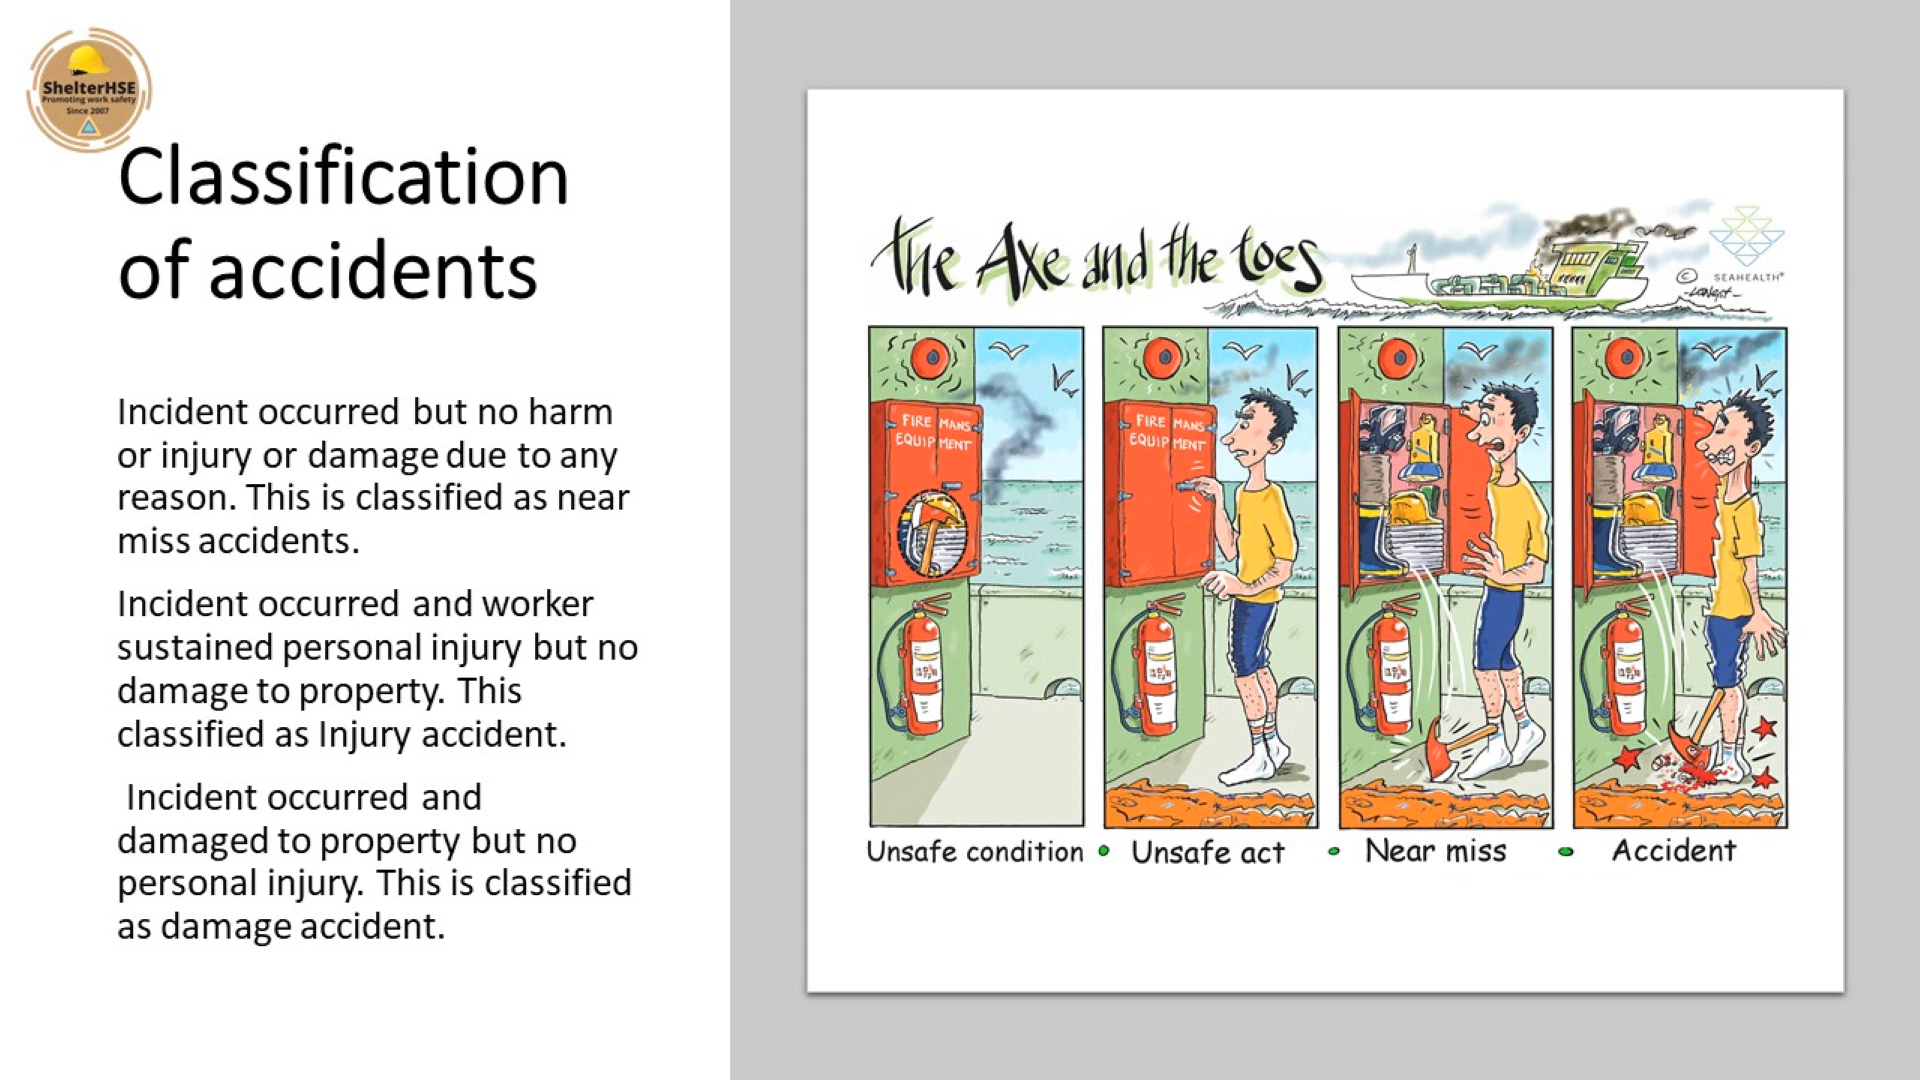 ShelterHSE
Promoting work safety
Since 2007
Classification
of accidents
Incident occurred but no harm
or injury or damage due to any
reason. This is classified as near
miss accidents.
Incident occurred and worker
sustained personal injury but no
damage to property. This
classified as Injury accident.
Incident occurred and
damaged to property but no
personal injury. This is classified
as damage accident.
the Axe and the toes
© SEAHEALTH®
FIRE MANS
EQUIPMENT
FIRE MANS
EQUIPMENT
Unsafe condition • Unsafe act • Near miss • Accident